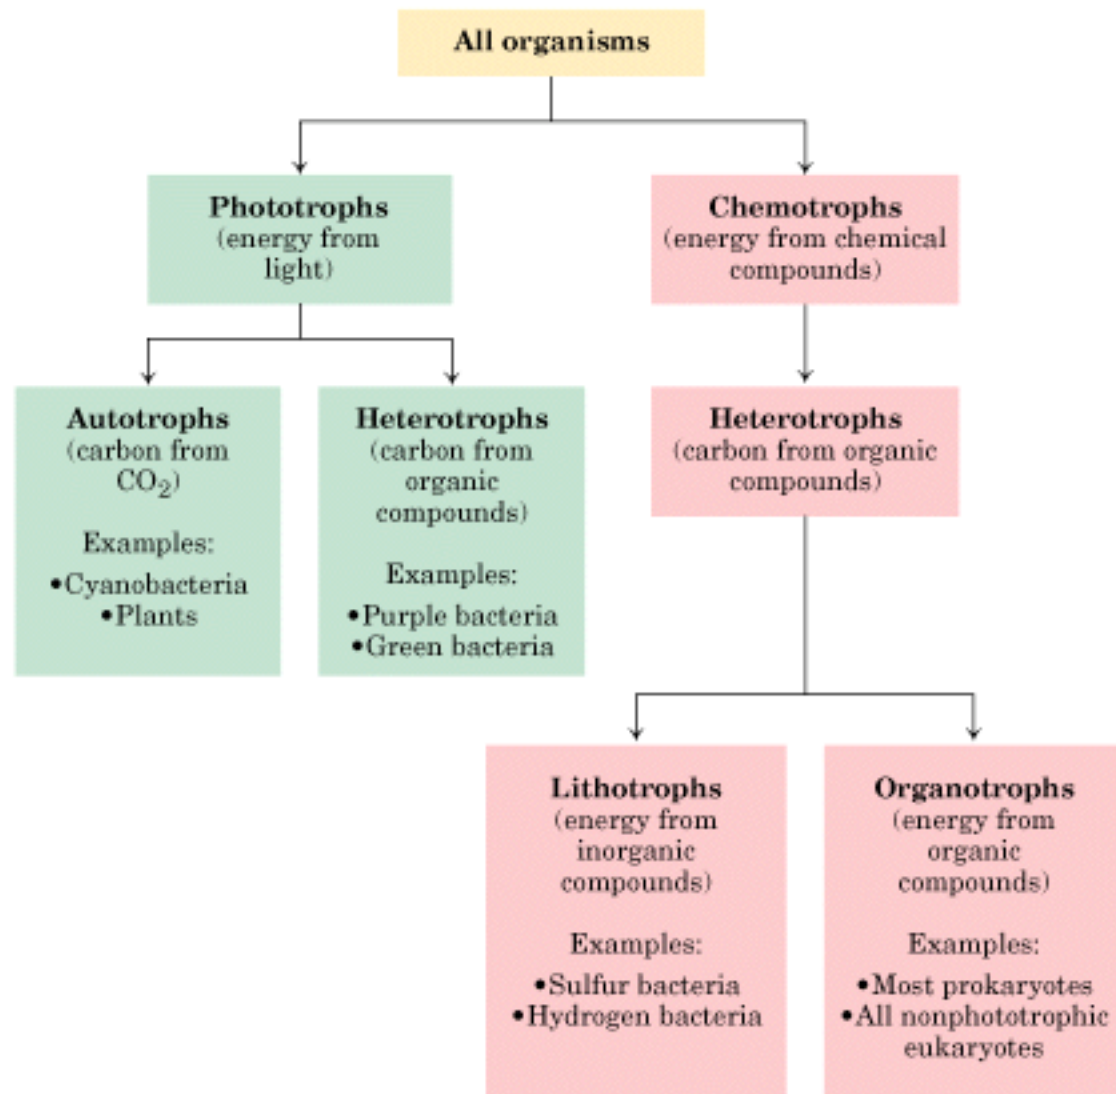 All organisms
Phototrophs
(energy from
light)
Chemotrophs
(energy from chemical
compounds)
Autotrophs
(carbon from
CO₂)
Examples:
•Cyanobacteria
•Plants
Heterotrophs
(carbon from
organic
compounds)
Examples:
•Purple bacteria
•Green bacteria
Heterotrophs
(carbon from organic
compounds)
Lithotrophs
(energy from
inorganic
compounds)
Examples:
•Sulfur bacteria
•Hydrogen bacteria
Organotrophs
(energy from
organic
compounds)
Examples:
•Most prokaryotes
•All nonphototrophic
eukaryotes